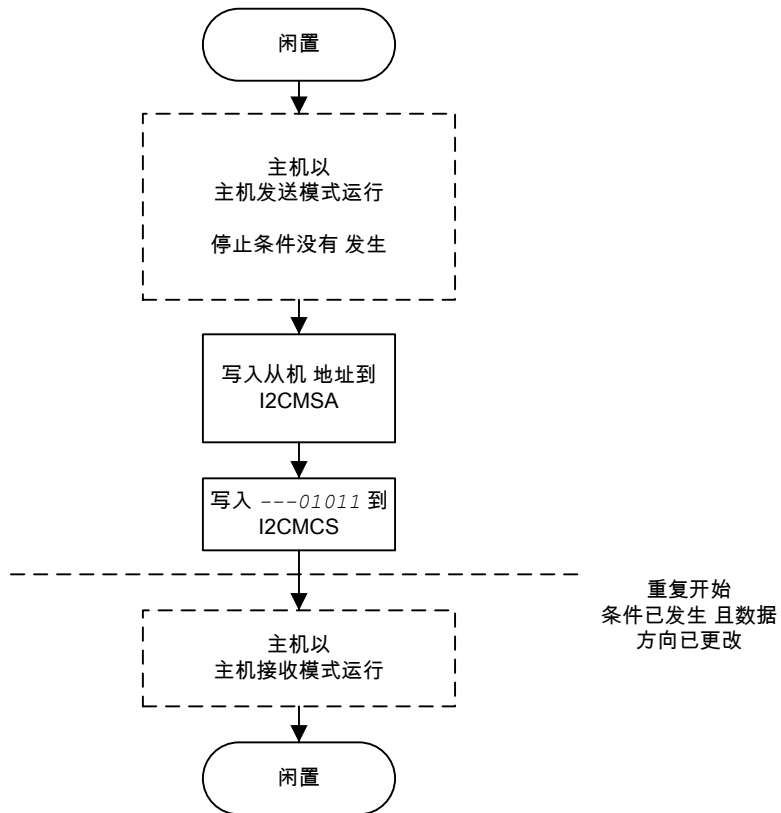 闲置
主机以
主机发送模式运行
停止条件没有 发生
写入从机 地址到
I2CMSA
写入 ---01011 到
I2CMCS
重复开始
条件已发生 且数据
方向已更改
主机以
主机接收模式运行
闲置